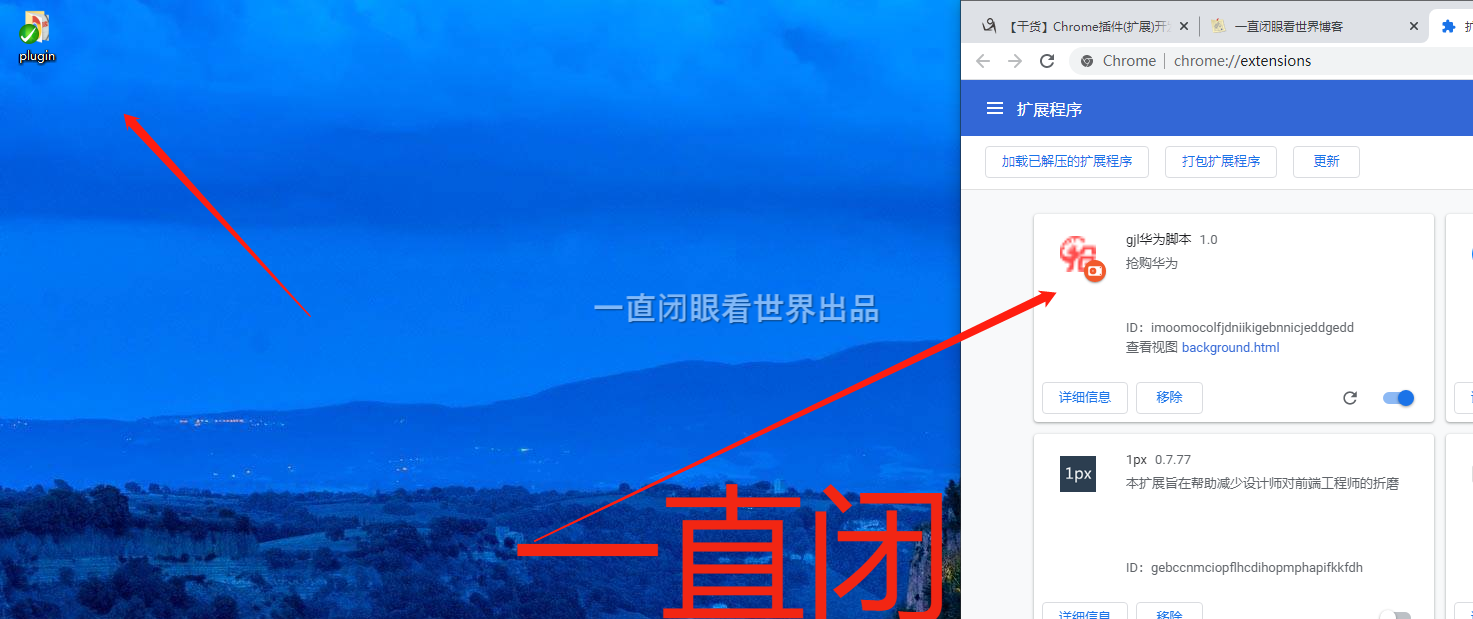 plugin
一直闭眼看世界出品
一直闭
【干货】Chrome插件(扩展)开
一直闭眼看世界博客
扩
Chrome
chrome://extensions
扩展程序
加载已解压的扩展程序
打包扩展程序
更新
gjl华为脚本 1.0
抢购华为
ID：imoomocolfjdniikigebnnicjeddgedd
查看视图 background.html
详细信息
移除
1px
1px 0.7.77
本扩展旨在帮助减少设计师对前端工程师的折磨
ID：gebccnmciopflhcdihopmphapifkkfdh
详细信息
移除